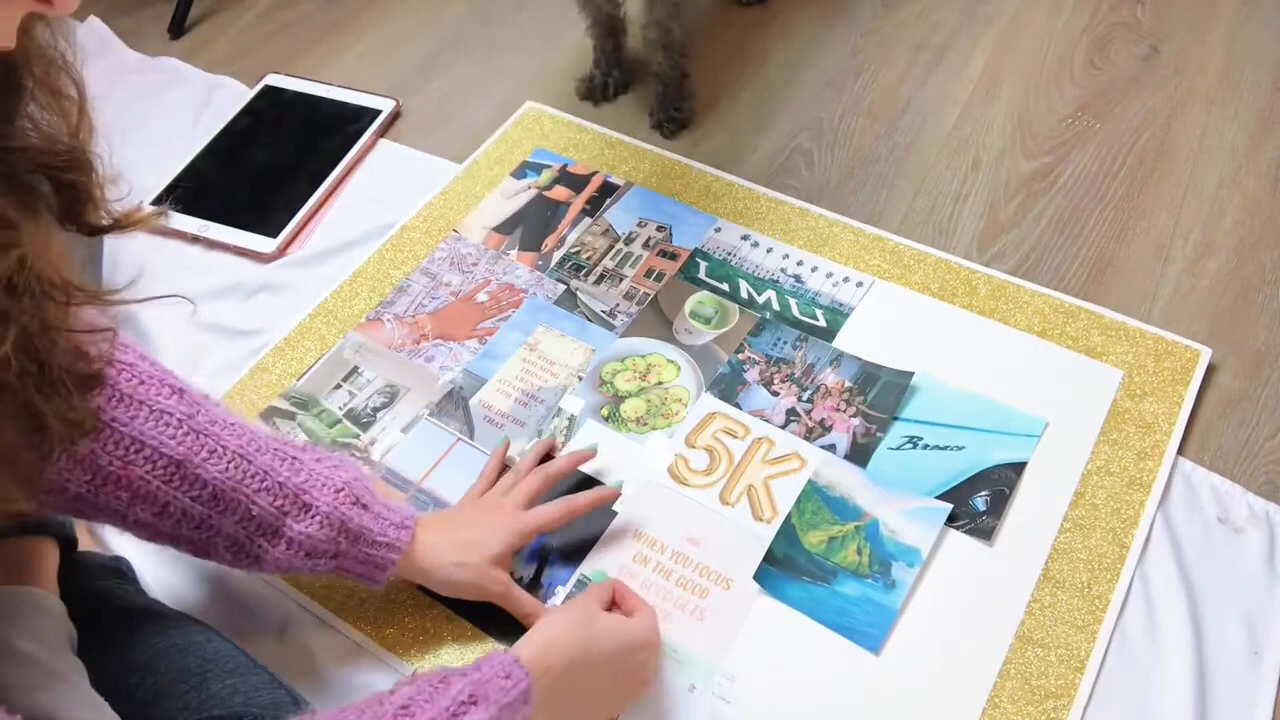 LMU
"STOP
ASSUMING
THINGS
ARENT
ATTAINABLE
FOR YOU.
YOU DECIDE
THAT.
Bronco
5K
WHEN YOU FOCUS
ON THE GOOD
THE GOOD GETS